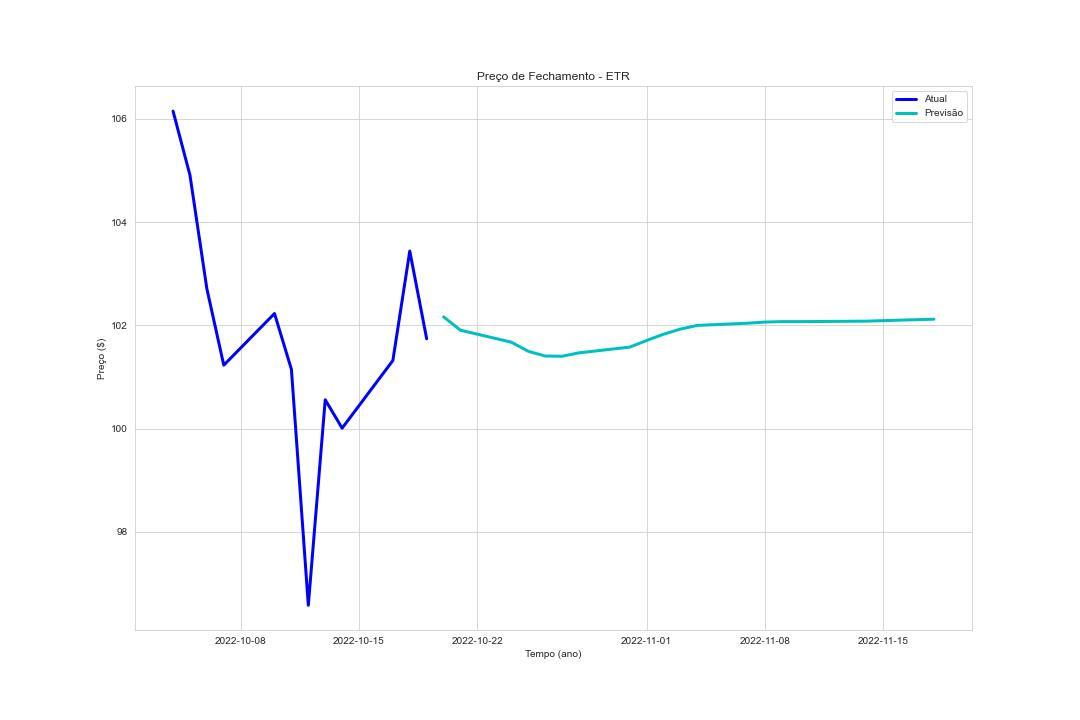 Preço de Fechamento - ETR
Atual
Previsão
106
104
102
100
98
Preço ($)
2022-10-08
2022-10-15
2022-10-22
2022-11-01
2022-11-08
2022-11-15
Tempo (ano)